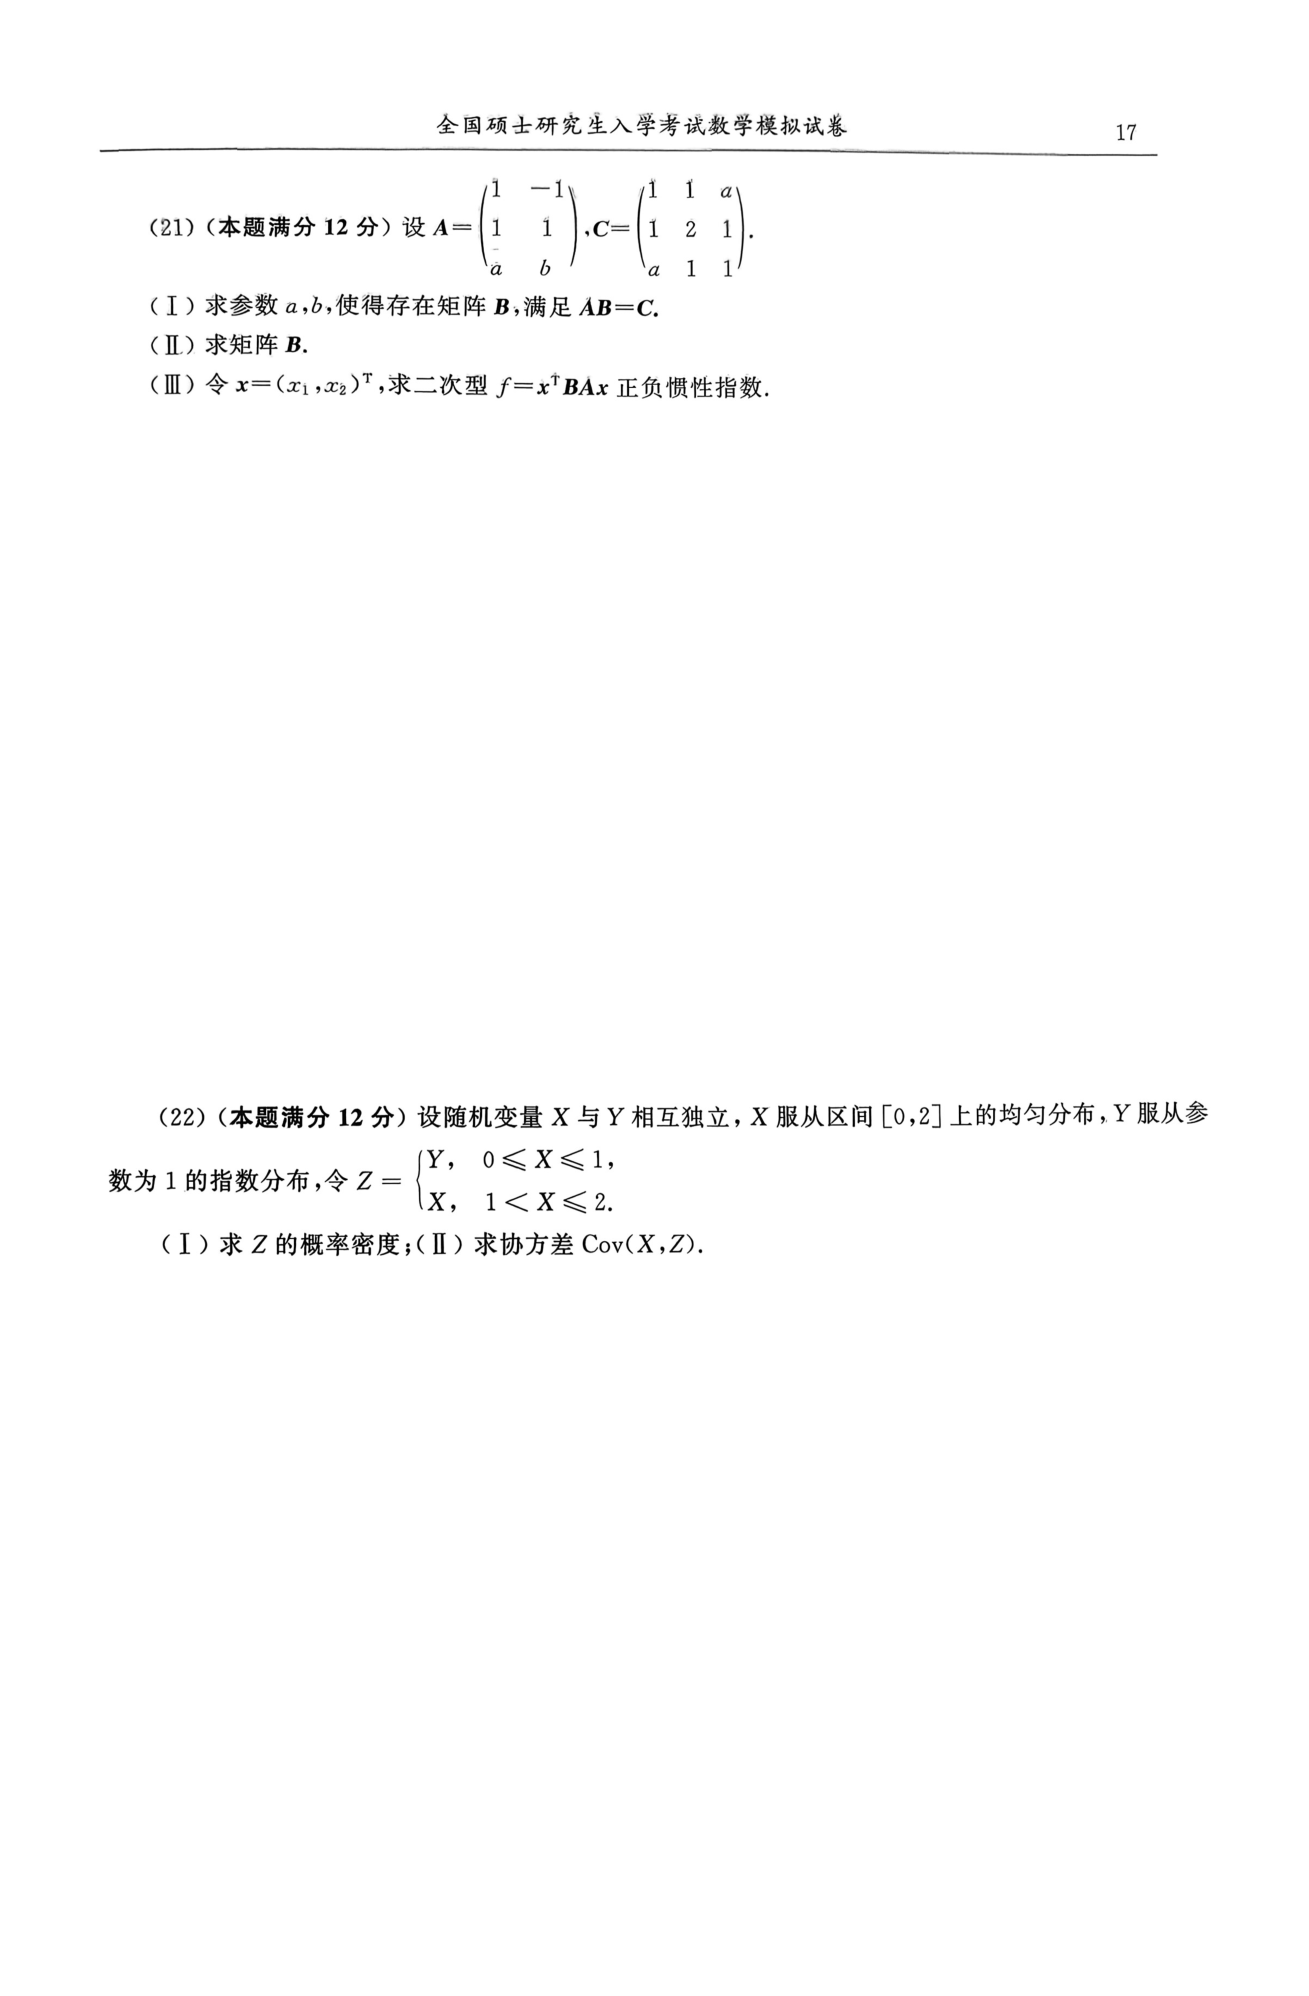 全国硕士研究生入学考试数学模拟试卷 17
(21)(本题满分 12 分)设 A=(1 −1; 1 1; a b),C=(1 1 a; 1 2 1; a 1 1).
(Ⅰ)求参数 a,b,使得存在矩阵 B,满足 AB=C.
(Ⅱ)求矩阵 B.
(Ⅲ)令 x=(x₁,x₂)ᵀ,求二次型 f=xᵀBAx 正负惯性指数.
(22)(本题满分 12 分)设随机变量 X 与 Y 相互独立,X 服从区间[0,2]上的均匀分布,Y 服从参
数为 1 的指数分布,令 Z = { Y, 0⩽X⩽1,
X, 1<X⩽2.
(Ⅰ)求 Z 的概率密度;(Ⅱ)求协方差 Cov(X,Z).